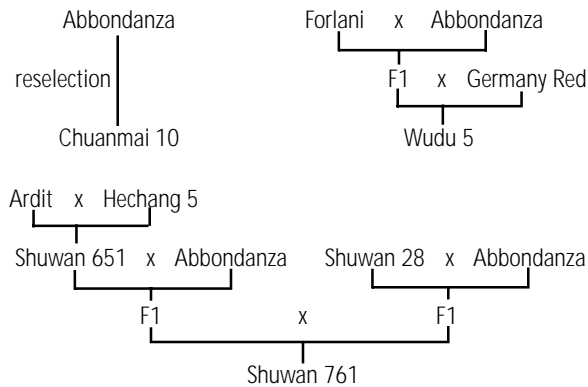 Abbondanza
reselection
Chuanmai 10
Forlani x Abbondanza
F1 x Germany Red
Wudu 5
Ardit x Hechang 5
Shuwan 651 x Abbondanza
Shuwan 28 x Abbondanza
F1 x F1
Shuwan 761